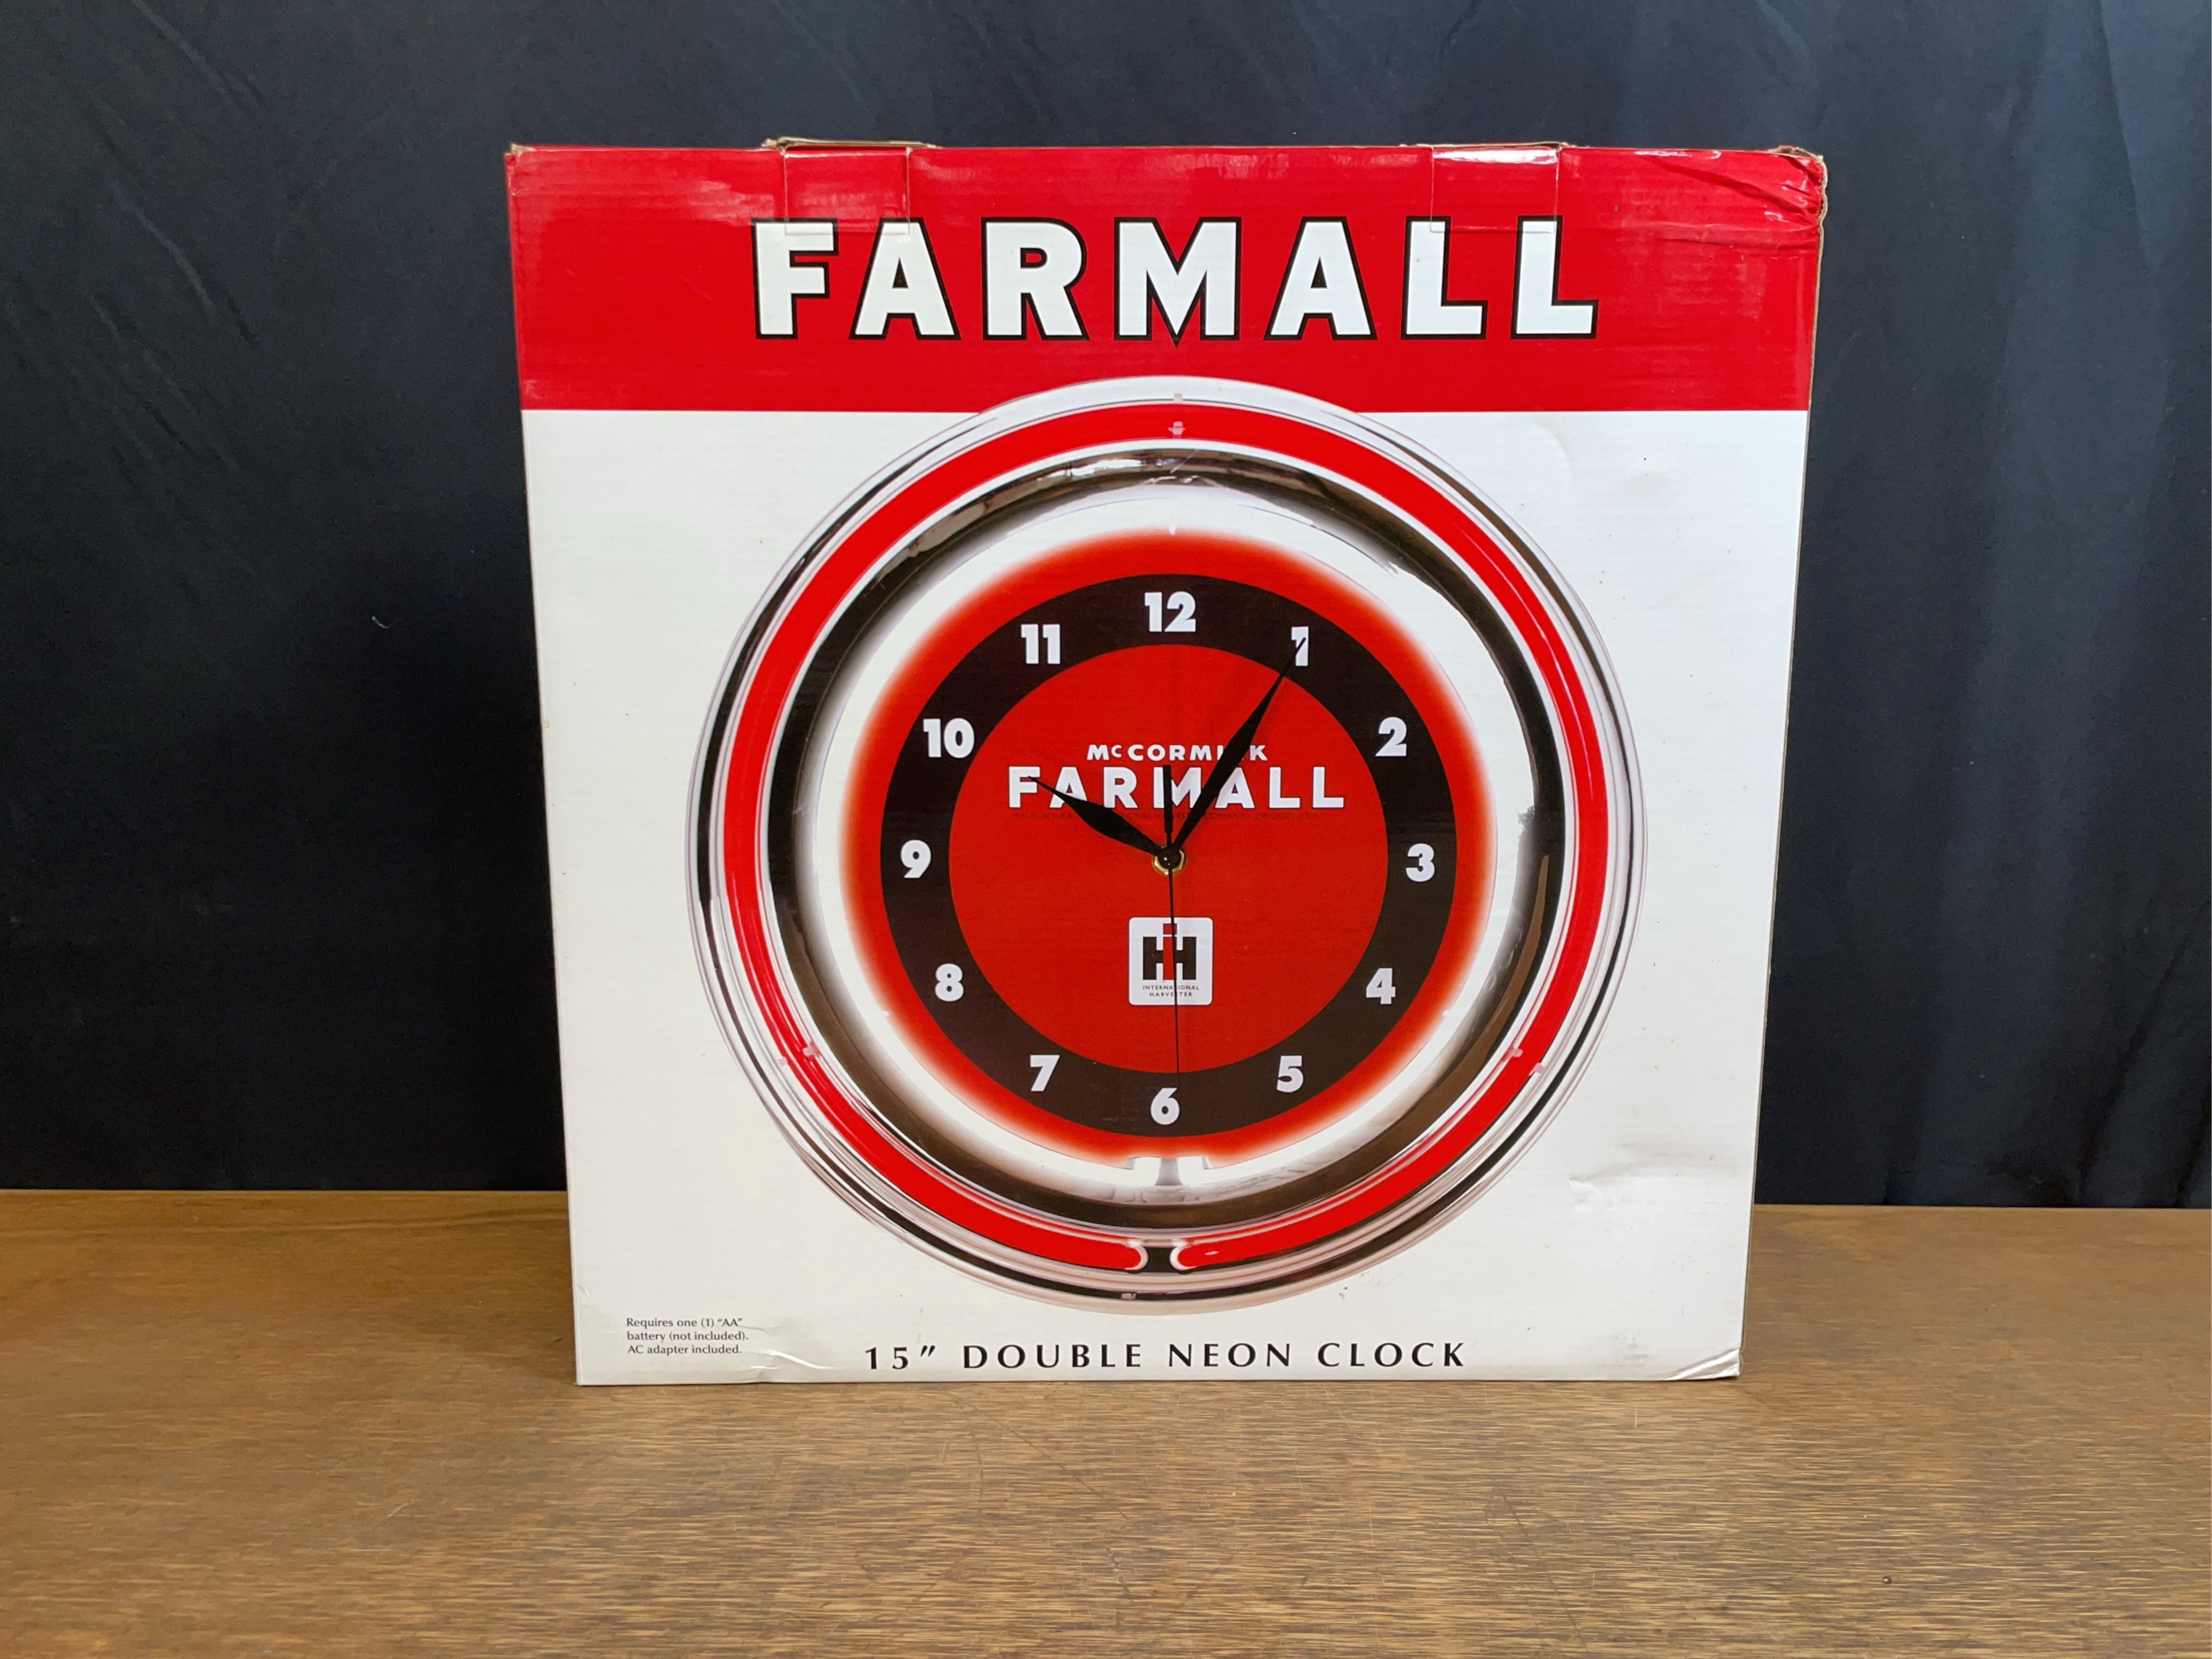 FARMALL
12
11
1
10
2
McCORMICK
FARMALL
9
3
8
IH
4
INTERNATIONAL
HARVESTER
7
5
6
Requires one (1) “AA”
battery (not included).
AC adapter included.
15” DOUBLE NEON CLOCK